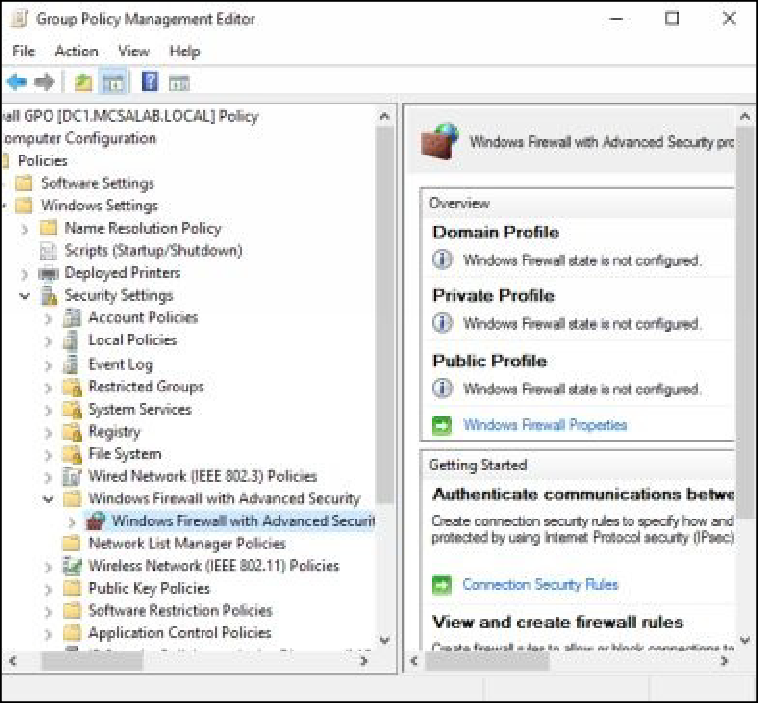 Group Policy Management Editor
File Action View Help
all GPO [DC1.MCSALAB.LOCAL] Policy
omputer Configuration
Policies
Software Settings
Windows Settings
Name Resolution Policy
Scripts (Startup/Shutdown)
Deployed Printers
Security Settings
Account Policies
Local Policies
Event Log
Restricted Groups
System Services
Registry
File System
Wired Network (IEEE 802.3) Policies
Windows Firewall with Advanced Security
Windows Firewall with Advanced Securit
Network List Manager Policies
Wireless Network (IEEE 802.11) Policies
Public Key Policies
Software Restriction Policies
Application Control Policies
Windows Firewall with Advanced Security pro
Overview
Domain Profile
Windows Firewall state is not configured.
Private Profile
Windows Firewall state is not configured.
Public Profile
Windows Firewall state is not configured.
Windows Firewall Properties
Getting Started
Authenticate communications betwe
Create connection security rules to specify how and
protected by using Internet Protocol security (IPsec)
Connection Security Rules
View and create firewall rules
Create firewall rules to allow or block connections to